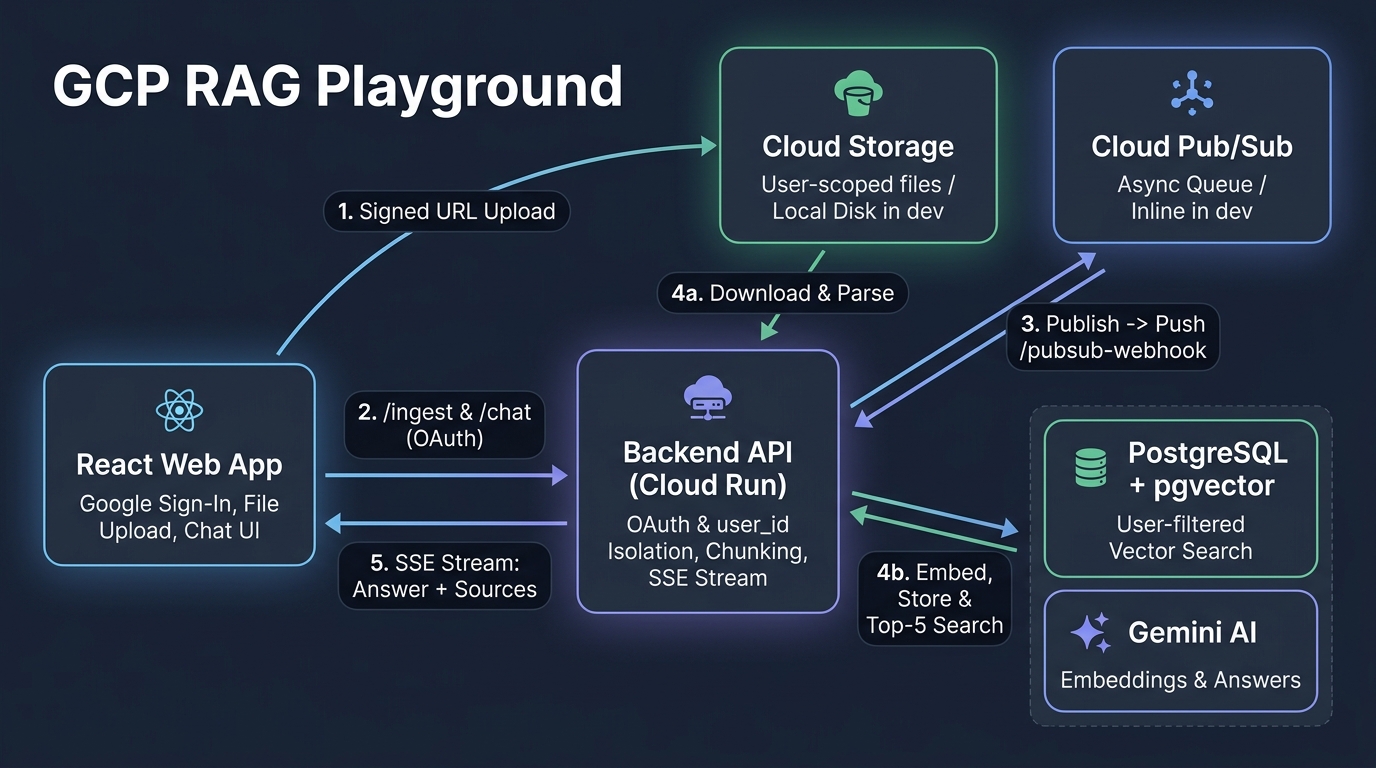 GCP RAG Playground
Cloud Storage
User-scoped files /
Local Disk in dev
Cloud Pub/Sub
Async Queue /
Inline in dev
1. Signed URL Upload
4a. Download & Parse
3. Publish -> Push
/pubsub-webhook
React Web App
Google Sign-In, File
Upload, Chat UI
2. /ingest & /chat
(OAuth)
5. SSE Stream:
Answer + Sources
Backend API
(Cloud Run)
OAuth & user_id
Isolation, Chunking,
SSE Stream
4b. Embed,
Store &
Top-5 Search
PostgreSQL
+ pgvector
User-filtered
Vector Search
Gemini AI
Embeddings & Answers